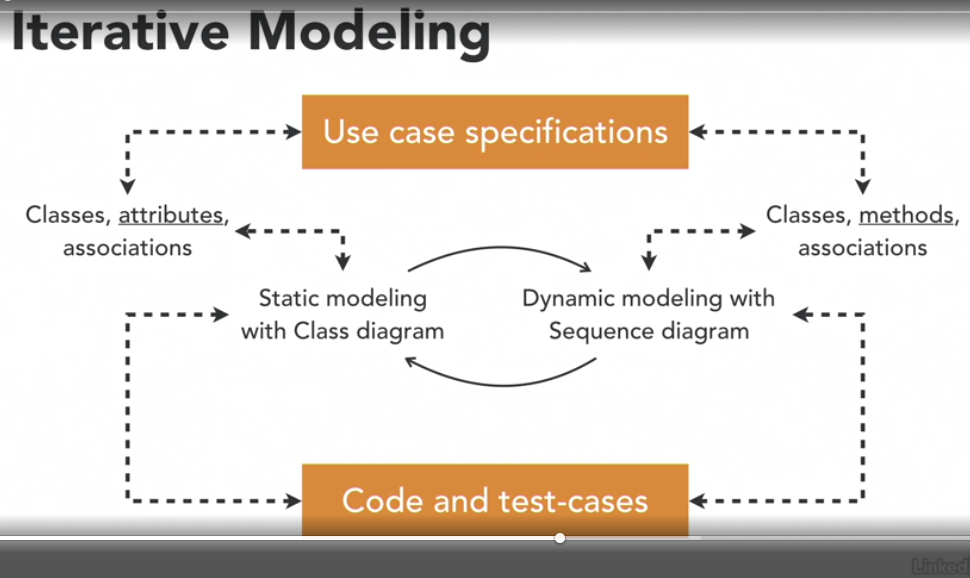 Iterative Modeling
Use case specifications
Classes, attributes,
associations
Classes, methods,
associations
Static modeling
with Class diagram
Dynamic modeling with
Sequence diagram
Code and test-cases
Linked